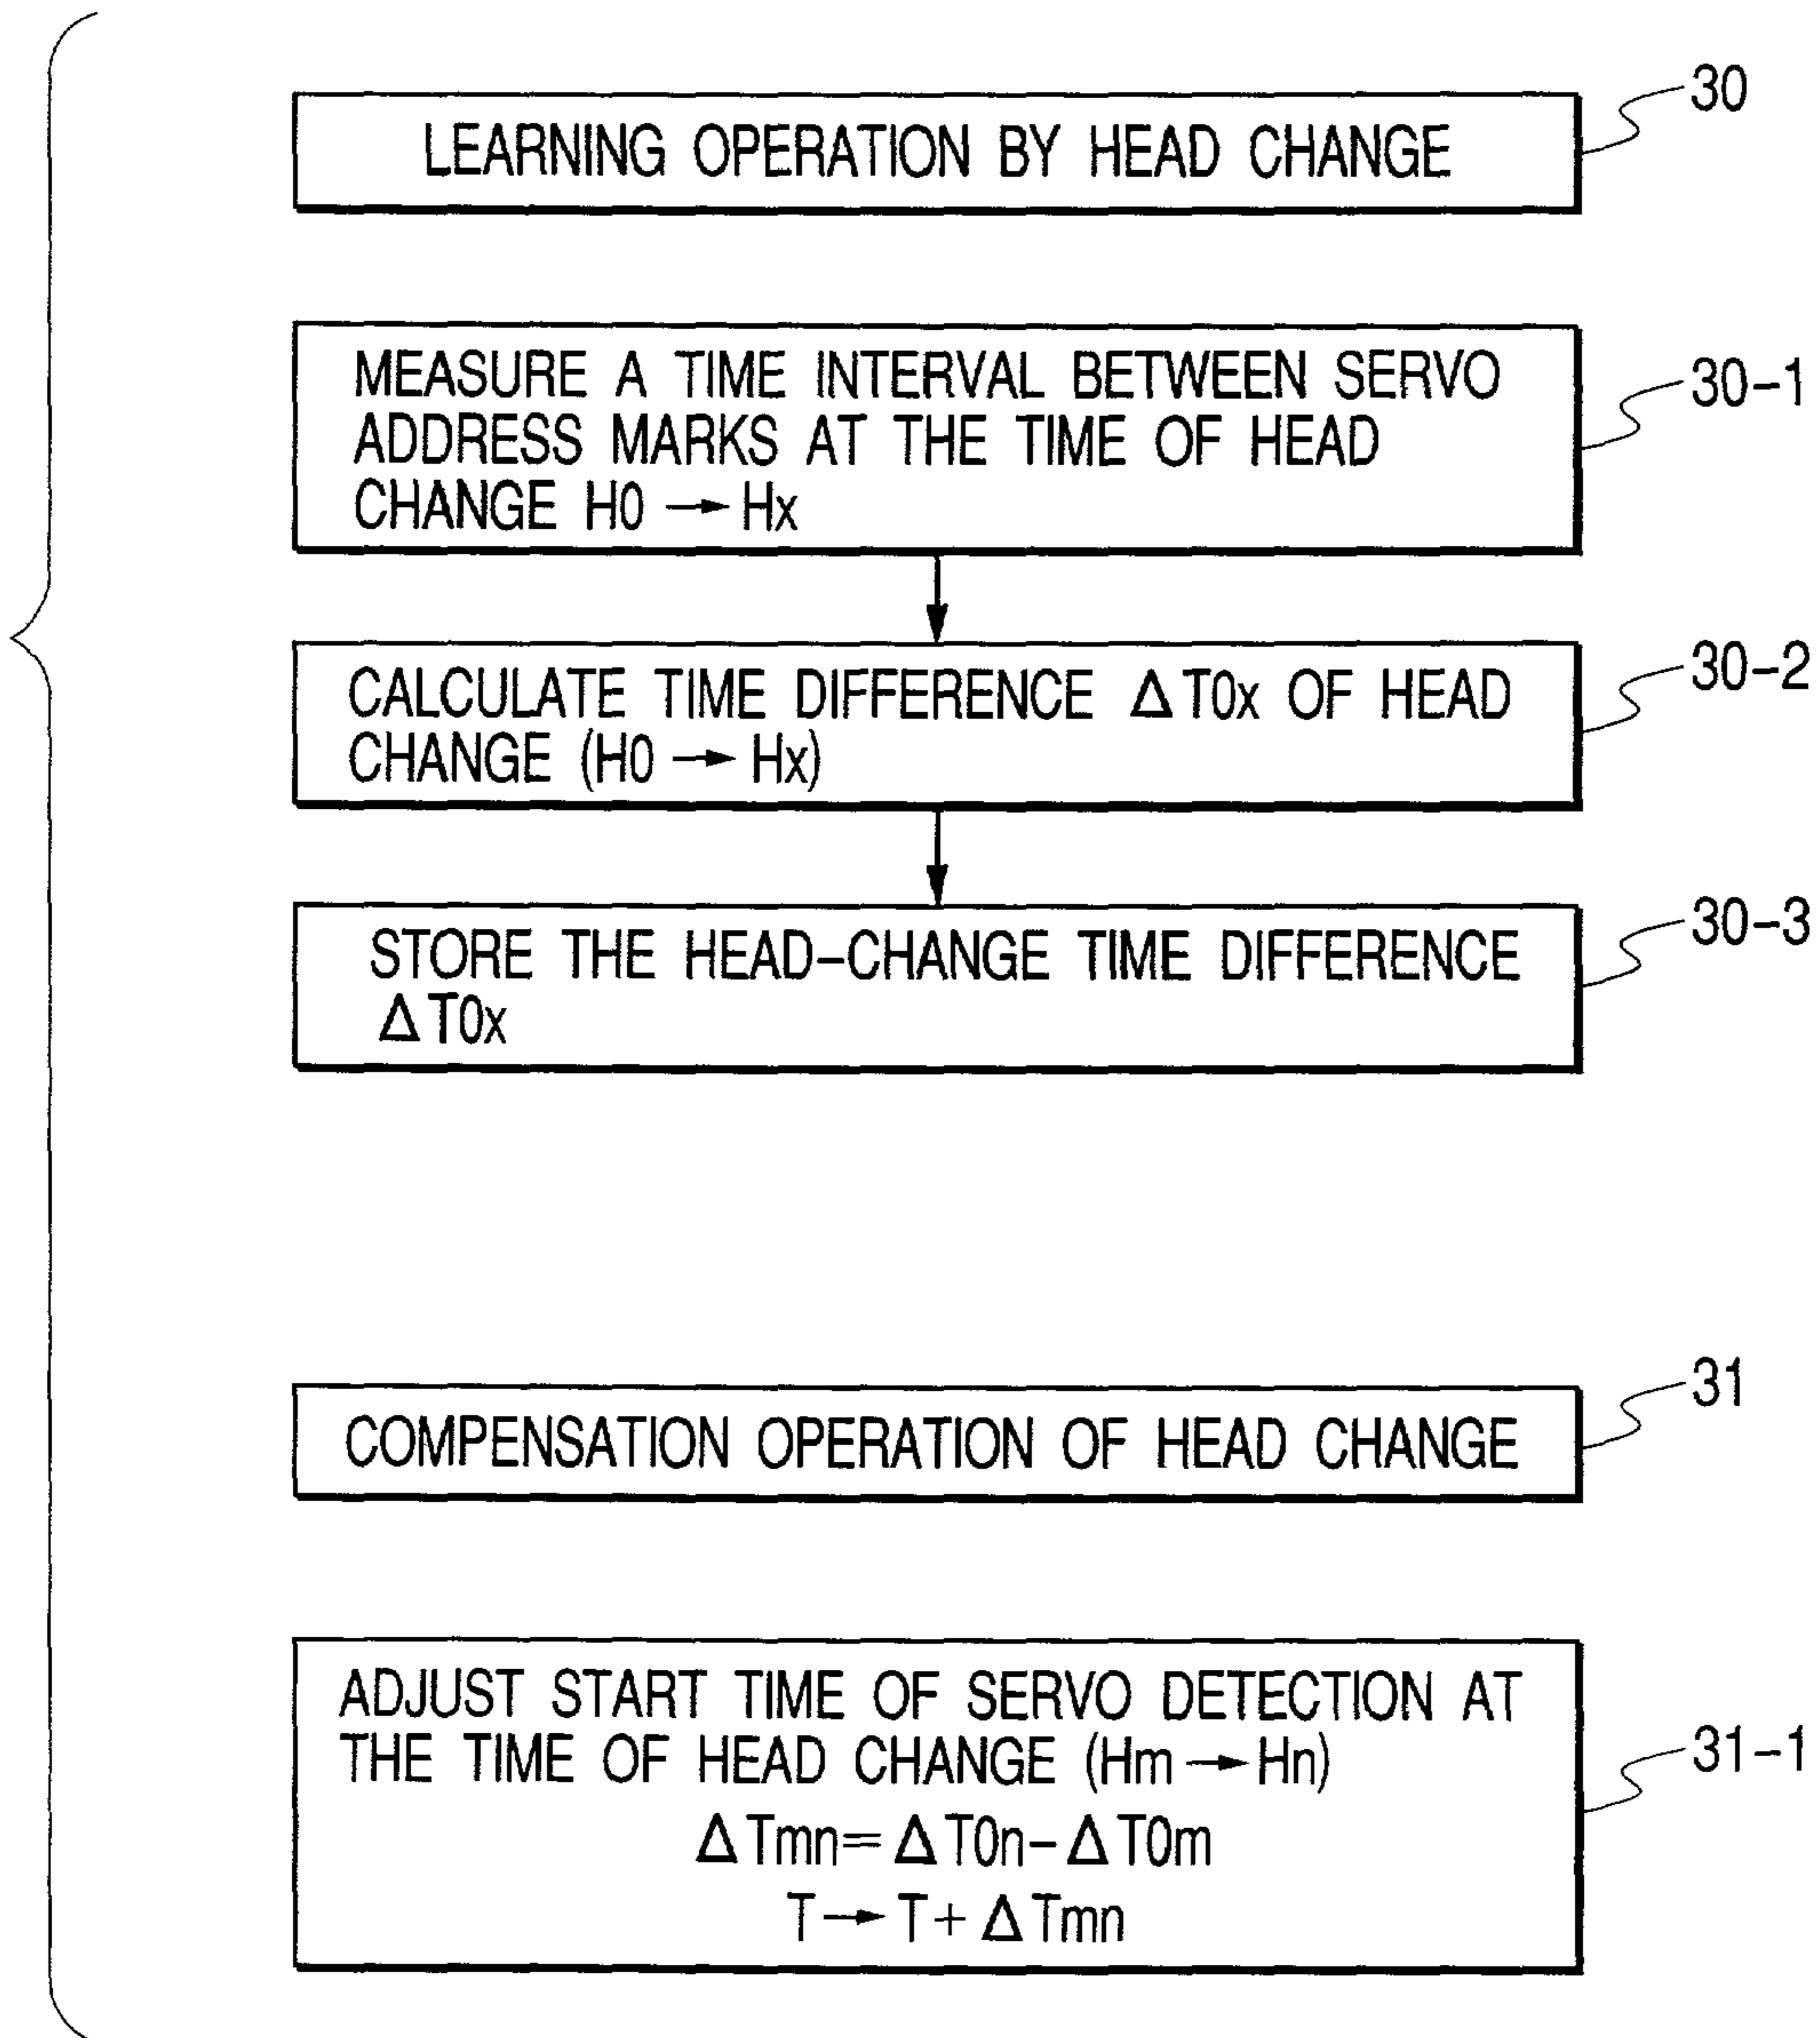 30
LEARNING OPERATION BY HEAD CHANGE
30-1
MEASURE A TIME INTERVAL BETWEEN SERVO
ADDRESS MARKS AT THE TIME OF HEAD
CHANGE H0 → Hx
30-2
CALCULATE TIME DIFFERENCE ΔT0x OF HEAD
CHANGE (H0 → Hx)
30-3
STORE THE HEAD-CHANGE TIME DIFFERENCE
ΔT0x
31
COMPENSATION OPERATION OF HEAD CHANGE
31-1
ADJUST START TIME OF SERVO DETECTION AT
THE TIME OF HEAD CHANGE (Hm → Hn)
ΔTmn=ΔT0n-ΔT0m
T → T+ΔTmn